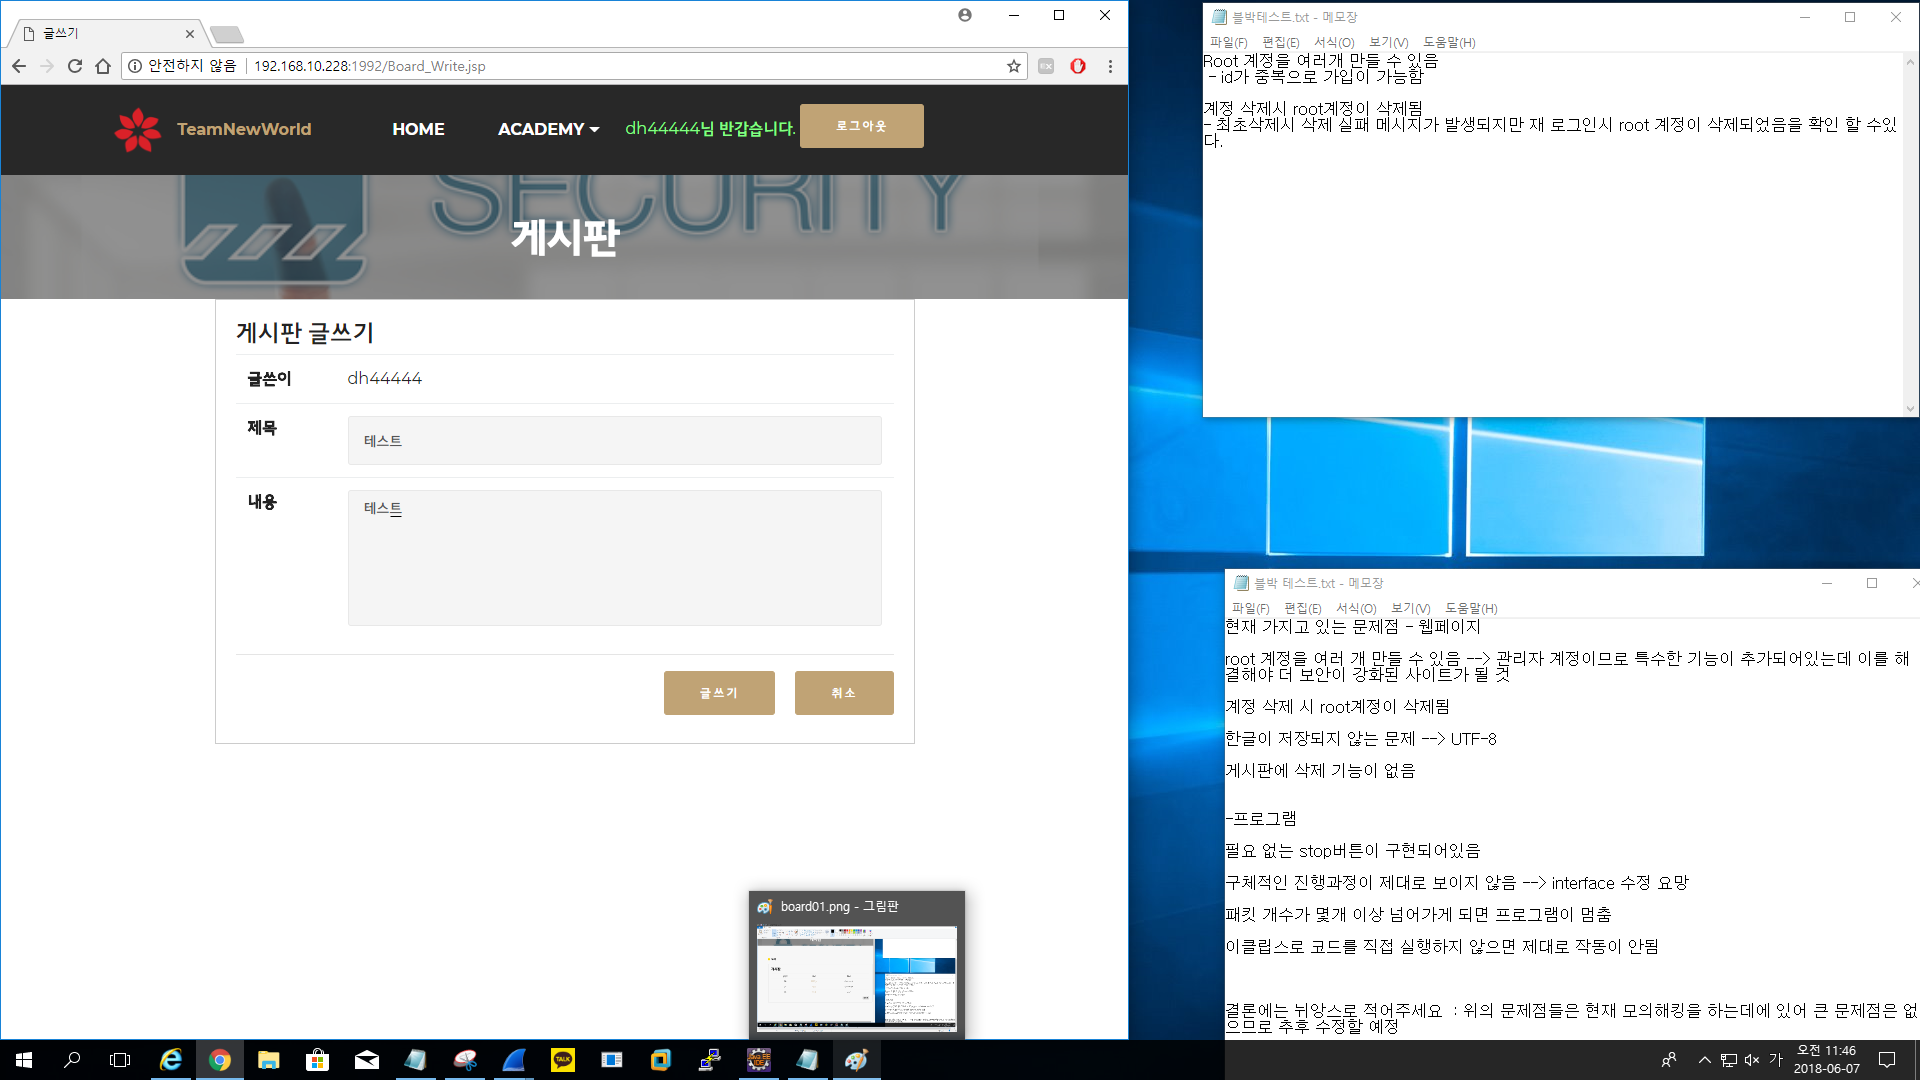 글쓰기
안전하지 않음
192.168.10.228:1992/Board_Write.jsp
TeamNewWorld
HOME
ACADEMY
dh44444님 반갑습니다.
로그아웃
SECURITY
게시판
게시판 글쓰기
글쓴이
dh44444
제목
테스트
내용
테스트
글쓰기
취소
블박테스트.txt - 메모장
파일(F) 편집(E) 서식(O) 보기(V) 도움말(H)
Root 계정을 여러개 만들 수 있음
- id가 중복으로 가입이 가능함
계정 삭제시 root계정이 삭제됨
- 최초삭제시 삭제 실패 메시지가 발생되지만 재 로그인시 root 계정이 삭제되었음을 확인 할 수있
다.
블박 테스트.txt - 메모장
파일(F) 편집(E) 서식(O) 보기(V) 도움말(H)
현재 가지고 있는 문제점 - 웹페이지
root 계정을 여러 개 만들 수 있음 --> 관리자 계정이므로 특수한 기능이 추가되어있는데 이를 해
결해야 더 보안이 강화된 사이트가 될 것
계정 삭제 시 root계정이 삭제됨
한글이 저장되지 않는 문제 --> UTF-8
게시판에 삭제 기능이 없음
-프로그램
필요 없는 stop버튼이 구현되어있음
구체적인 진행과정이 제대로 보이지 않음 --> interface 수정 요망
패킷 개수가 몇개 이상 넘어가게 되면 프로그램이 멈춤
이클립스로 코드를 직접 실행하지 않으면 제대로 작동이 안됨
결론에는 뉘앙스로 적어주세요 : 위의 문제점들은 현재 모의해킹을 하는데에 있어 큰 문제점은 없
으므로 추후 수정할 예정
board01.png - 그림판
TALK
가
오전 11:46
2018-06-07